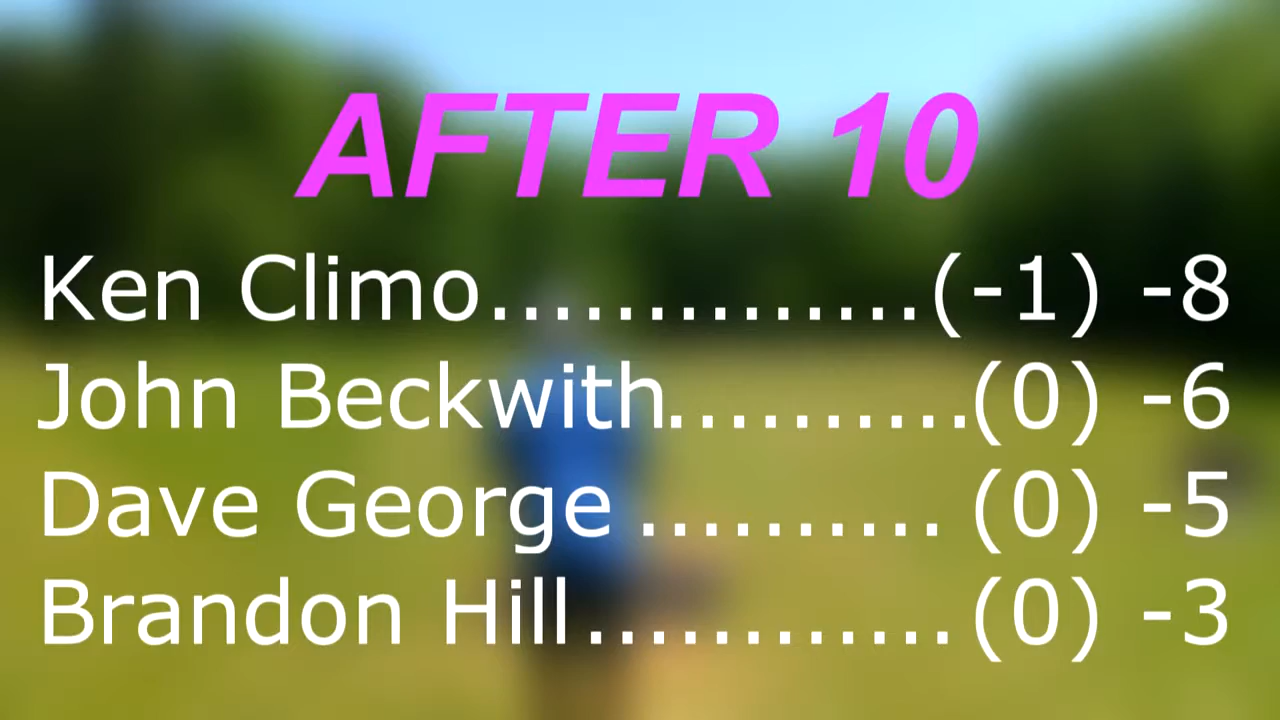 AFTER 10
Ken Climo..............(-1) -8
John Beckwith..........(0) -6
Dave George .......... (0) -5
Brandon Hill............(0) -3